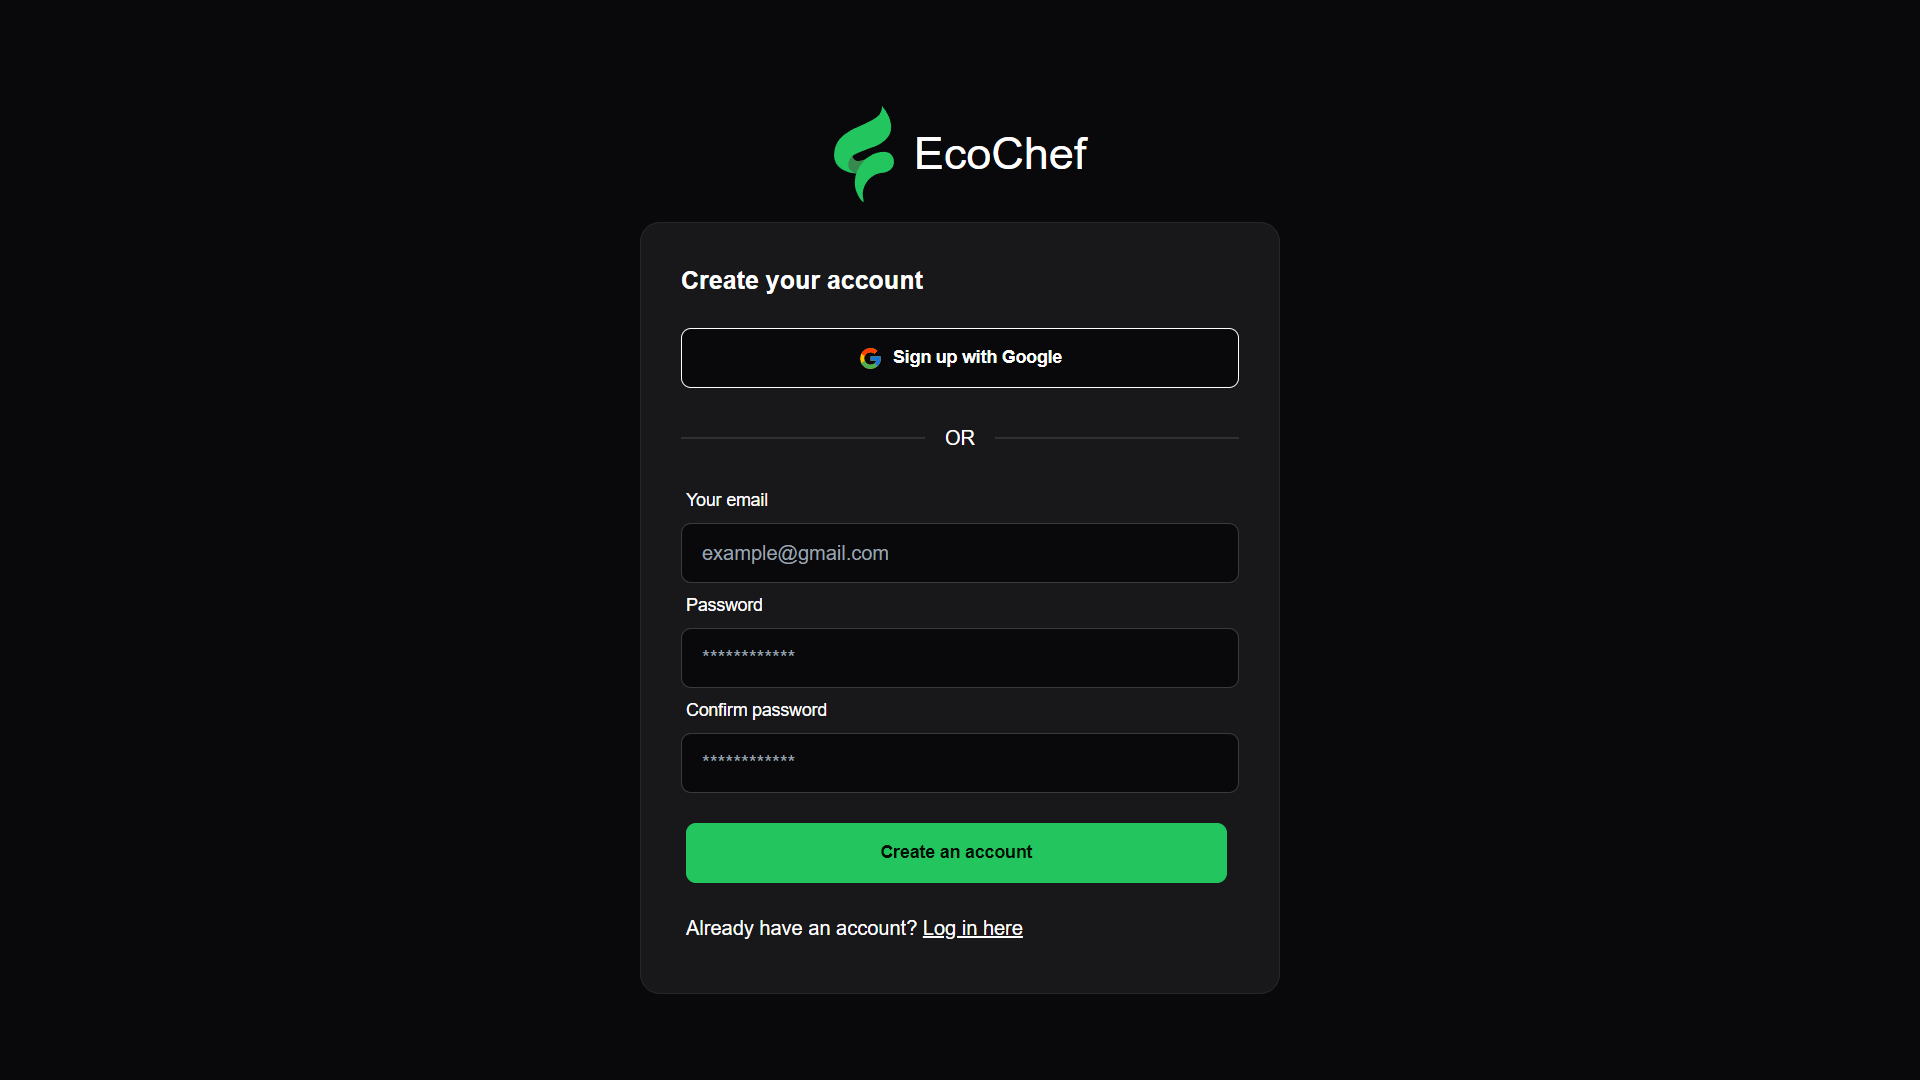 EcoChef
Create your account
Sign up with Google
OR
Your email
example@gmail.com
Password
************
Confirm password
************
Create an account
Already have an account? Log in here